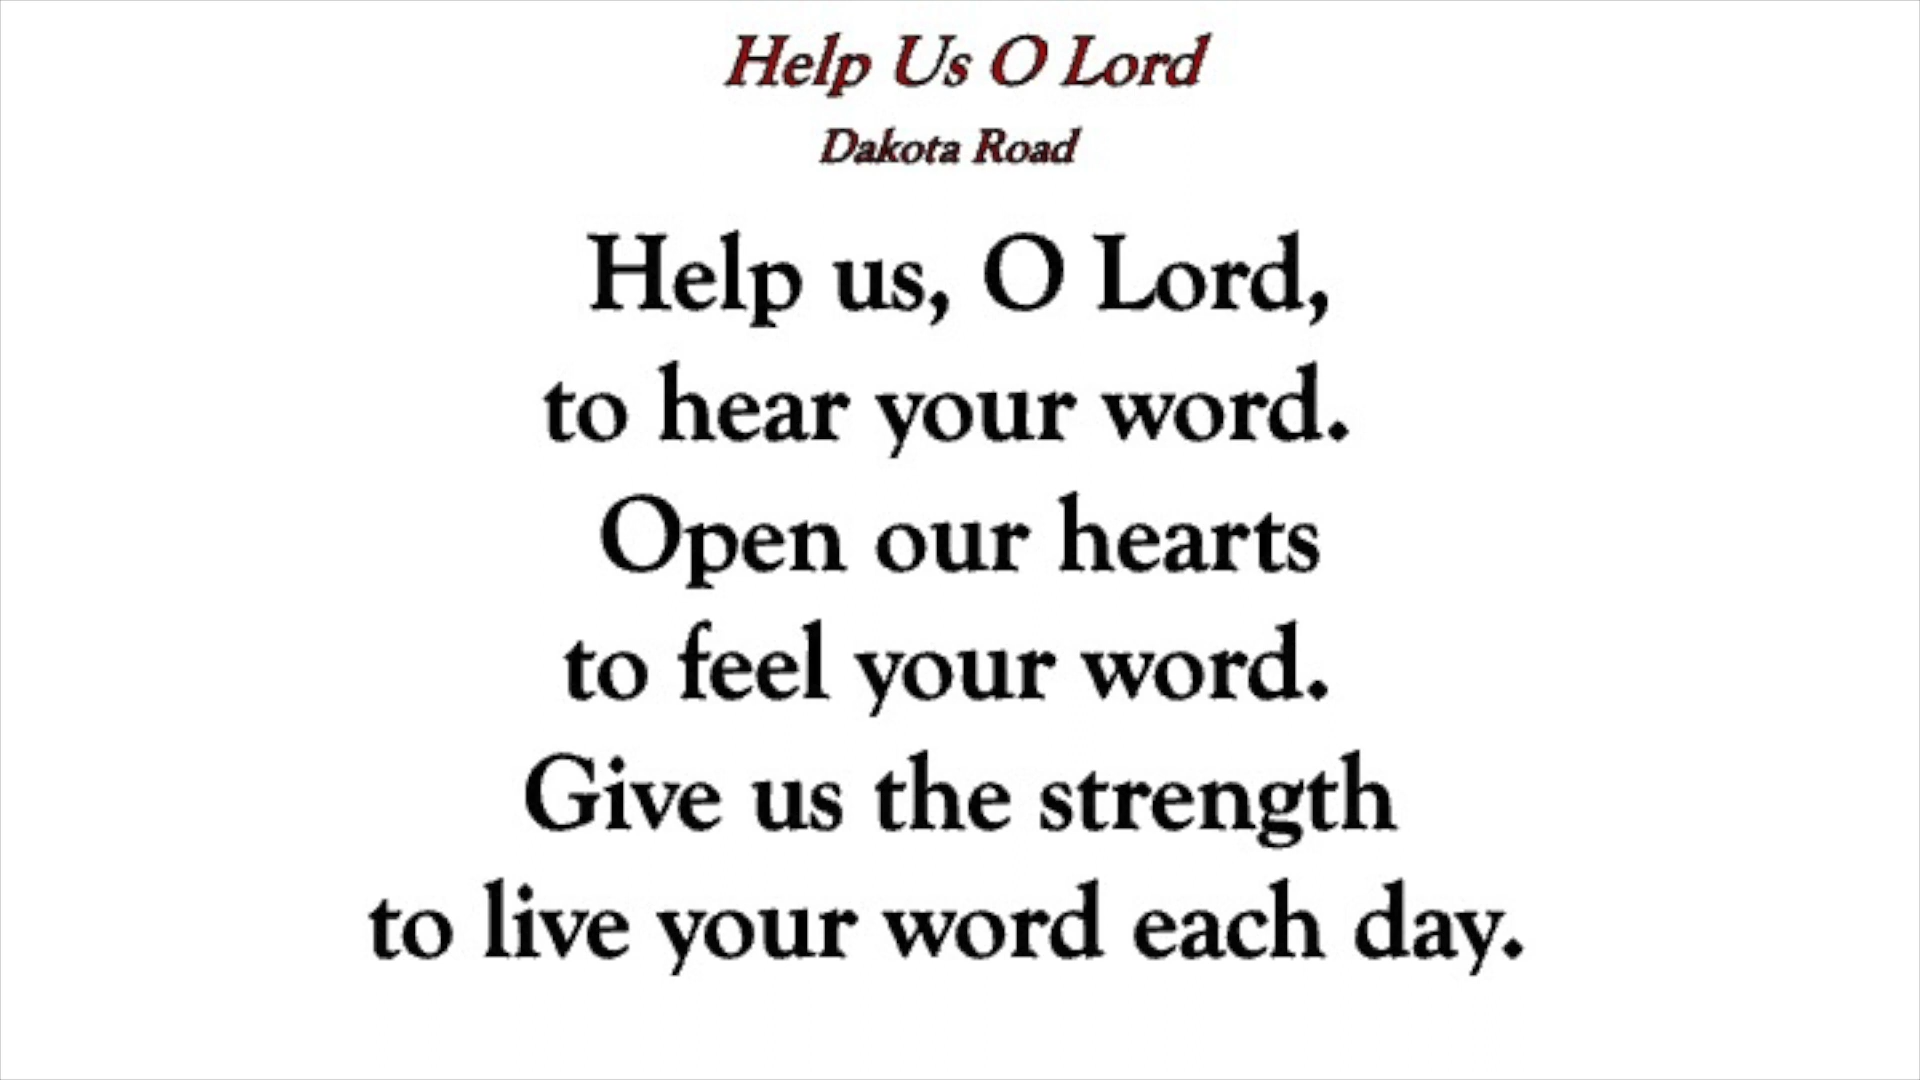 Help Us O Lord
Dakota Road
Help us, O Lord,
to hear your word.
Open our hearts
to feel your word.
Give us the strength
to live your word each day.